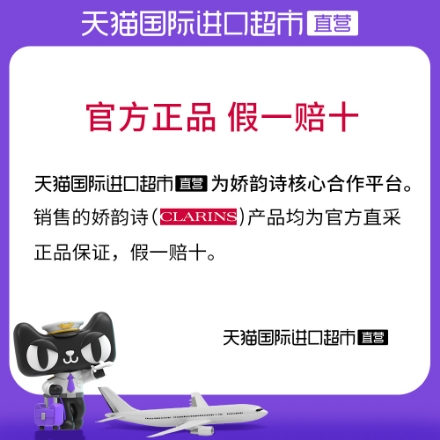 天猫国际进口超市 直营
官方正品 假一赔十
天猫国际进口超市 直营 为娇韵诗核心合作平台。
销售的娇韵诗(CLARINS)产品均为官方直采
正品保证，假一赔十。
天猫国际进口超市 直营